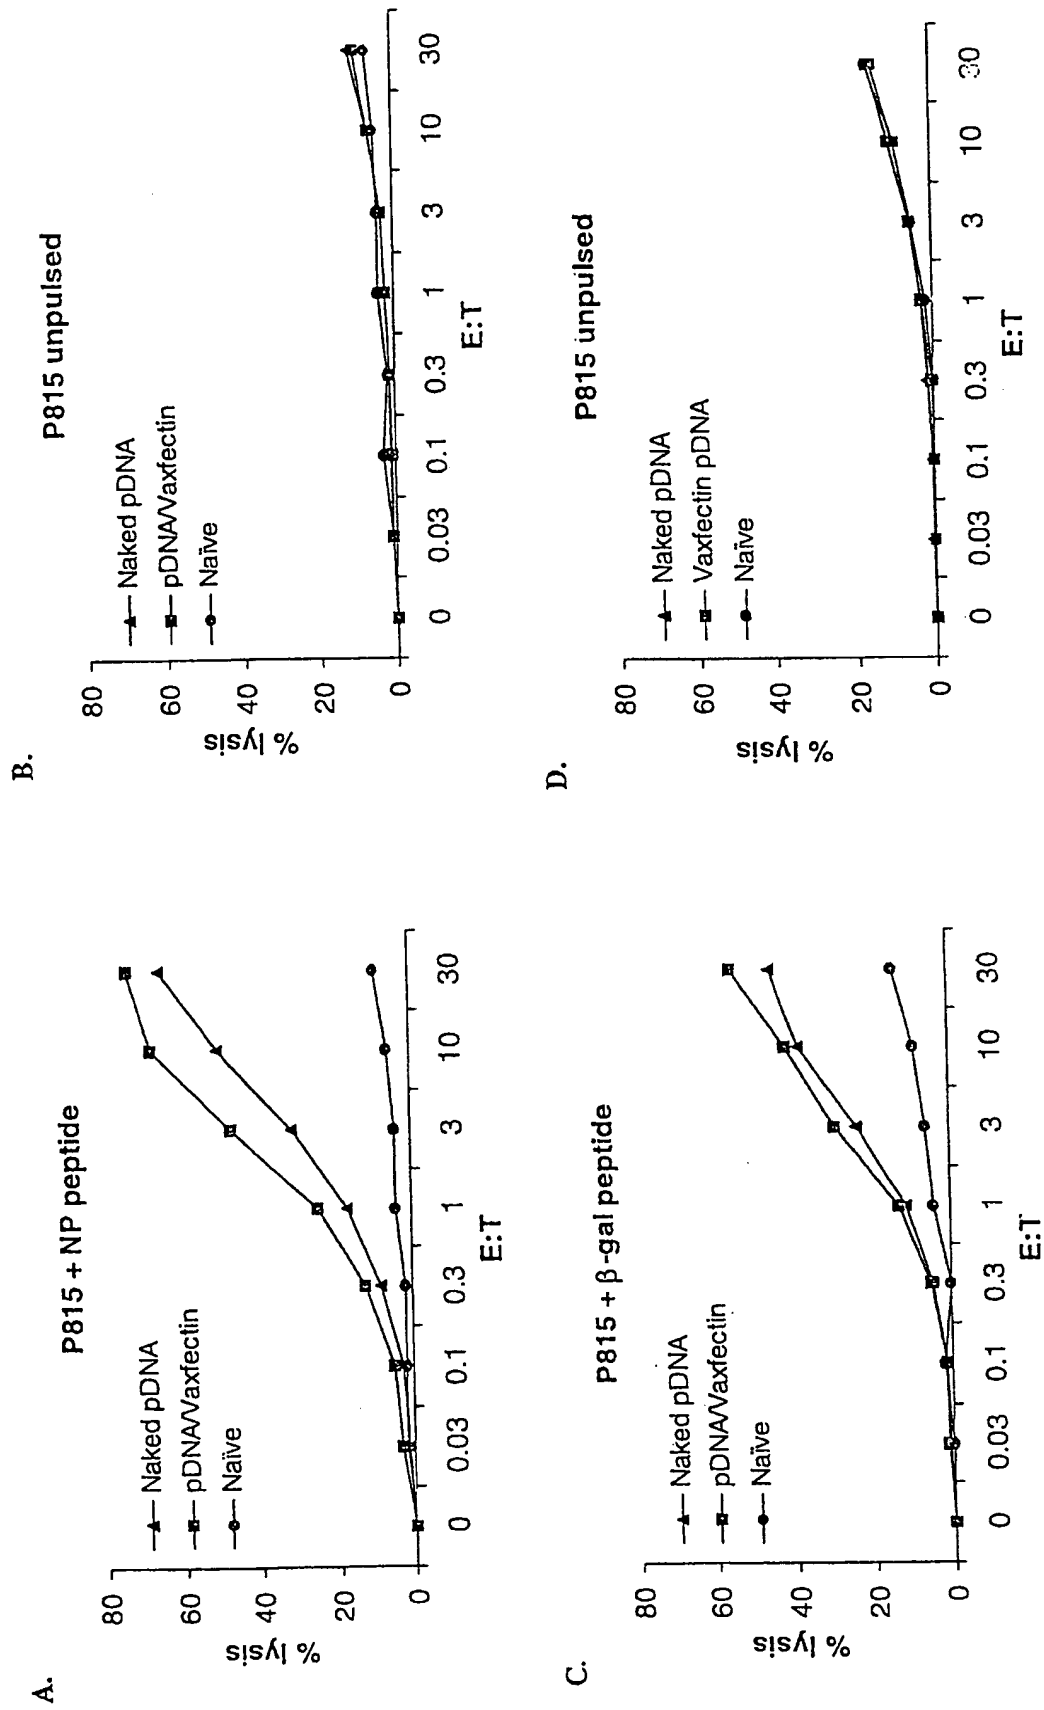 A.
P815 + NP peptide
Naked pDNA
pDNA/Vaxfectin
Naïve
% lysis
80
60
40
20
0
0 0.03 0.1 0.3 1 3 10 30
E:T
B.
P815 unpulsed
Naked pDNA
pDNA/Vaxfectin
Naïve
% lysis
80
60
40
20
0
0 0.03 0.1 0.3 1 3 10 30
E:T
C.
P815 + β-gal peptide
Naked pDNA
pDNA/Vaxfectin
Naïve
% lysis
80
60
40
20
0
0 0.03 0.1 0.3 1 3 10 30
E:T
D.
P815 unpulsed
Naked pDNA
Vaxfectin pDNA
Naïve
% lysis
80
60
40
20
0
0 0.03 0.1 0.3 1 3 10 30
E:T